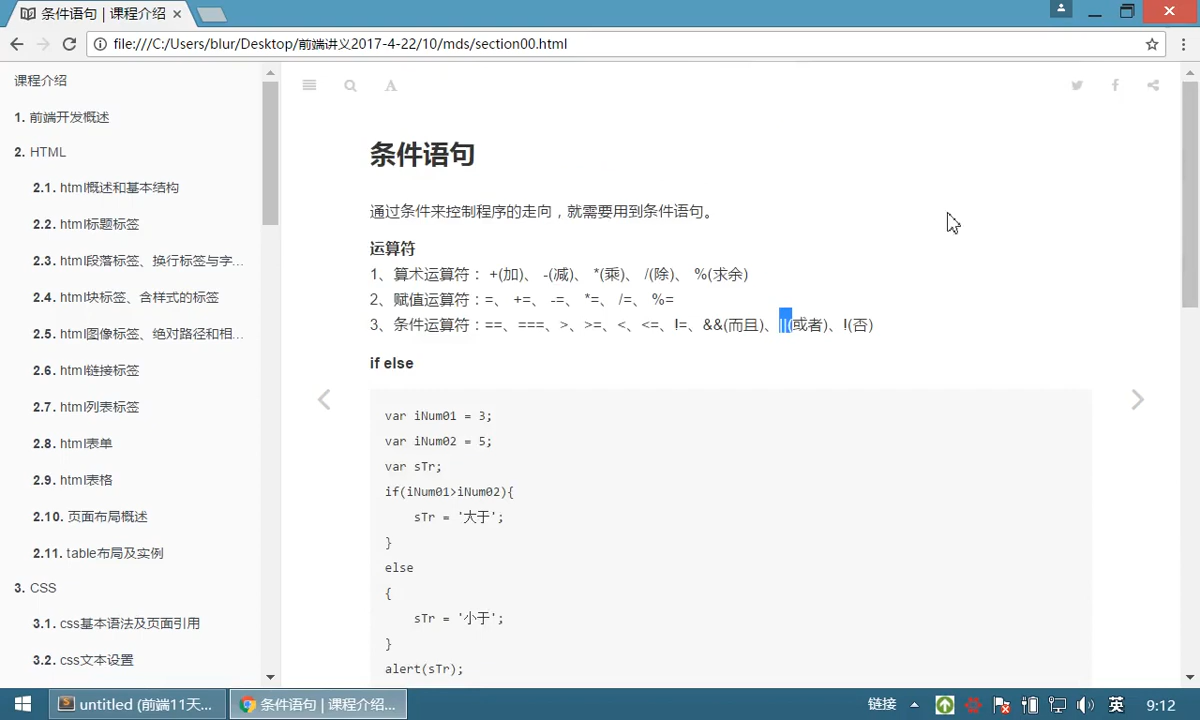 条件语句 | 课程介绍
file:///C:/Users/blur/Desktop/前端讲义2017-4-22/10/mds/section00.html
课程介绍
1. 前端开发概述
2. HTML
2.1. html概述和基本结构
2.2. html标题标签
2.3. html段落标签、换行标签与字...
2.4. html块标签、含样式的标签
2.5. html图像标签、绝对路径和相...
2.6. html链接标签
2.7. html列表标签
2.8. html表单
2.9. html表格
2.10. 页面布局概述
2.11. table布局及实例
3. CSS
3.1. css基本语法及页面引用
3.2. css文本设置
A
条件语句
通过条件来控制程序的走向，就需要用到条件语句。
运算符
1、算术运算符： +(加)、 -(减)、 *(乘)、 /(除)、 %(求余)
2、赋值运算符：=、 +=、 -=、 *=、 /=、 %=
3、条件运算符：==、===、>、>=、<、<=、!=、&&(而且)、||(或者)、!(否)
if else
var iNum01 = 3;
var iNum02 = 5;
var sTr;
if(iNum01>iNum02){
sTr = '大于';
}
else
{
sTr = '小于';
}
alert(sTr);
untitled (前端11天...
条件语句 | 课程介绍...
链接
英
9:12